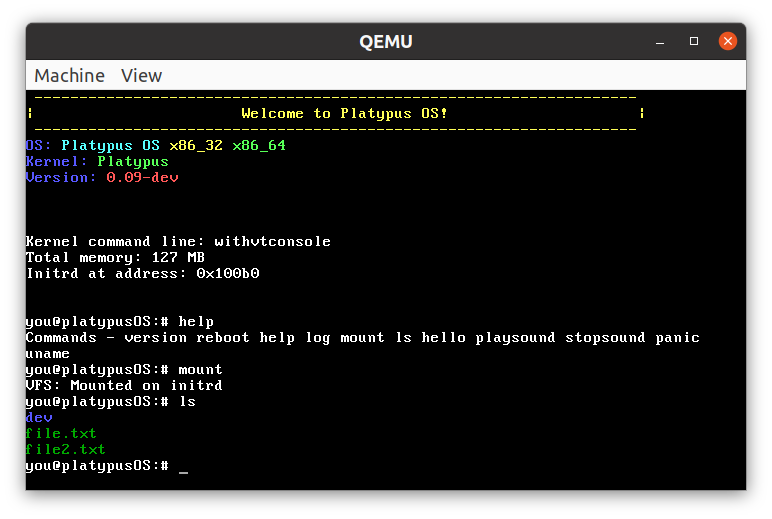 QEMU
Machine View
----------------------------------------------------------------------
| Welcome to Platypus OS! |
----------------------------------------------------------------------
OS: Platypus OS x86_32 x86_64
Kernel: Platypus
Version: 0.09-dev
Kernel command line: withvtconsole
Total memory: 127 MB
Initrd at address: 0x100b0
you@platypusOS:# help
Commands - version reboot help log mount ls hello playsound stopsound panic
uname
you@platypusOS:# mount
VFS: Mounted on initrd
you@platypusOS:# ls
dev
file.txt
file2.txt
you@platypusOS:# _